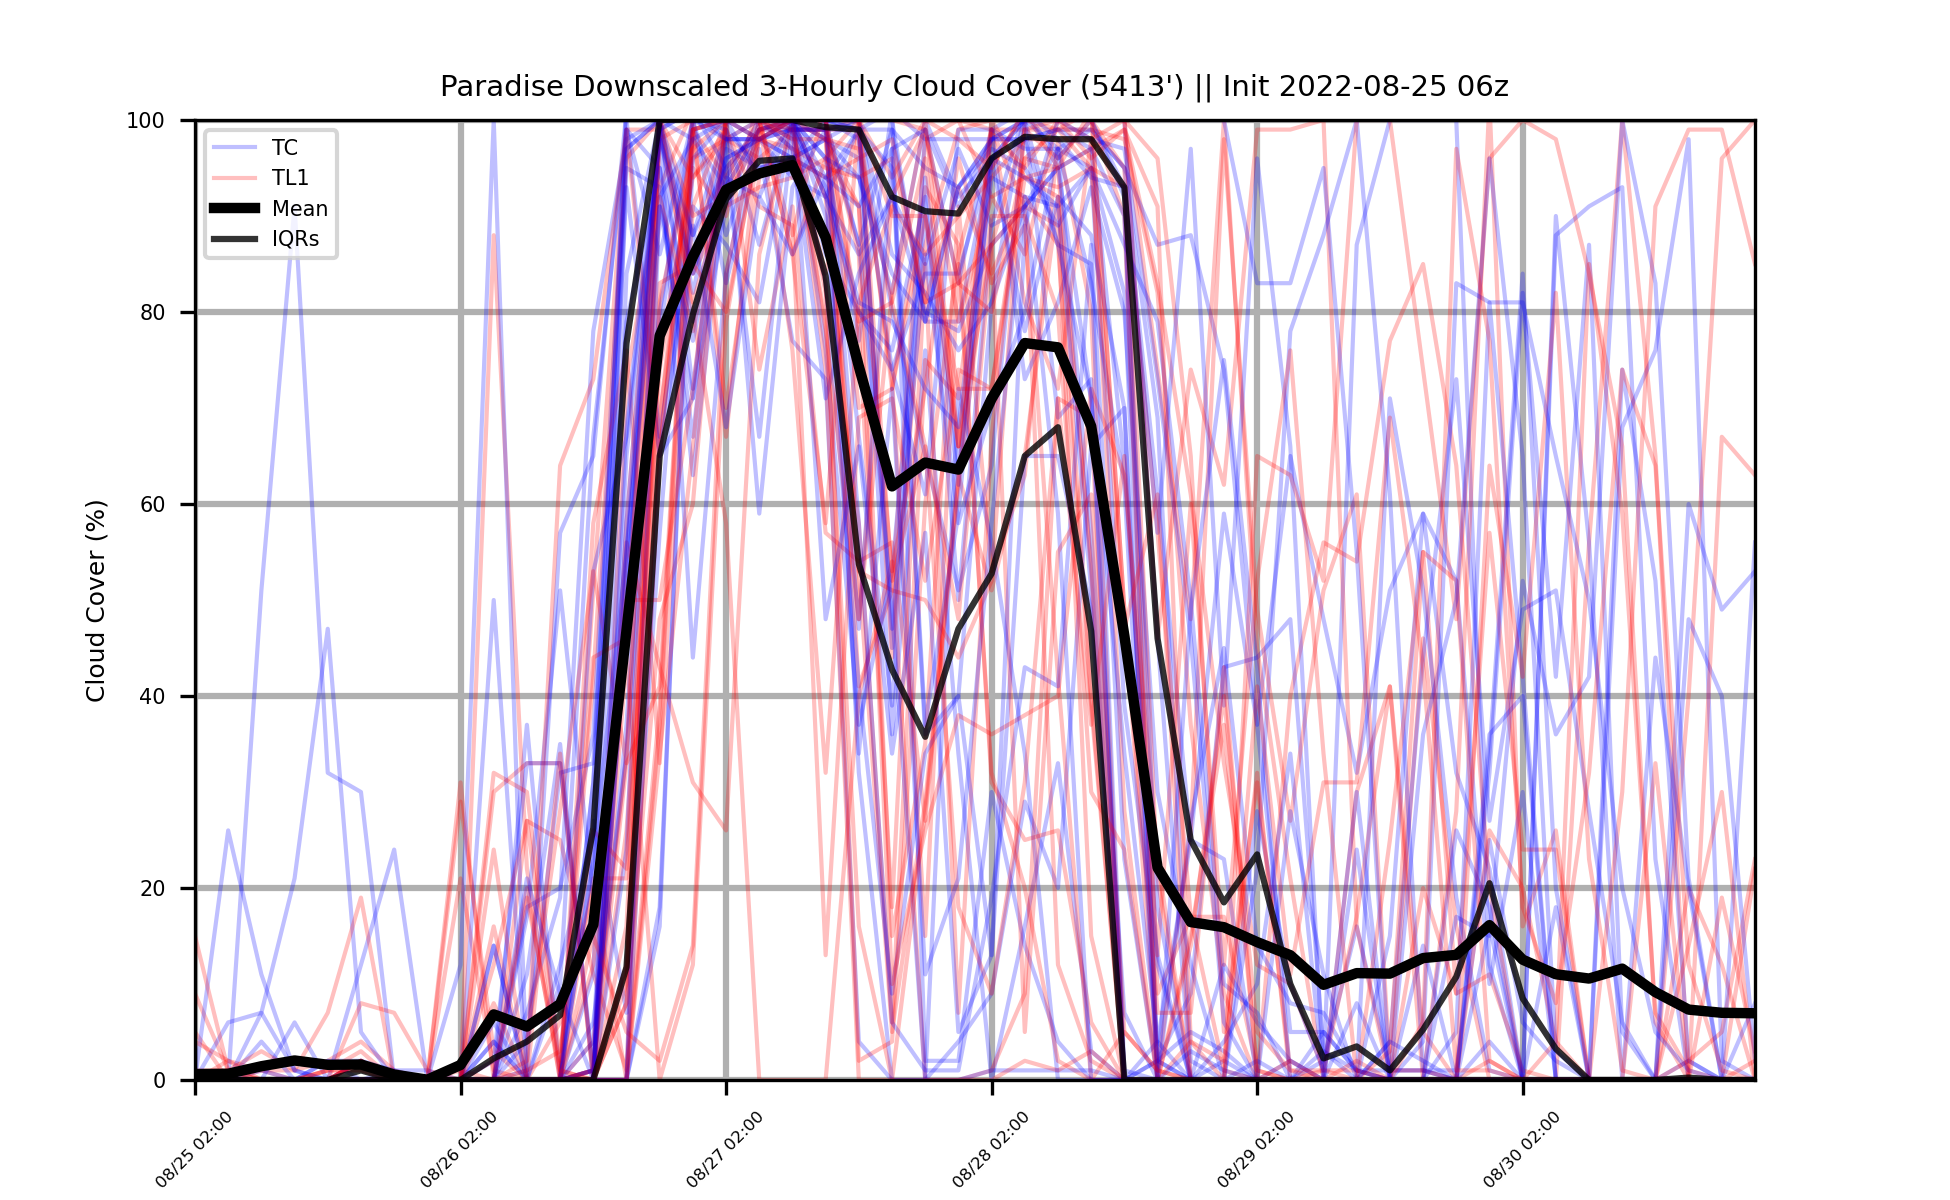 Paradise Downscaled 3-Hourly Cloud Cover (5413') || Init 2022-08-25 06z
TC
TL1
Mean
IQRs
Cloud Cover (%)
100
80
60
40
20
0
08/25 02:00
08/26 02:00
08/27 02:00
08/28 02:00
08/29 02:00
08/30 02:00